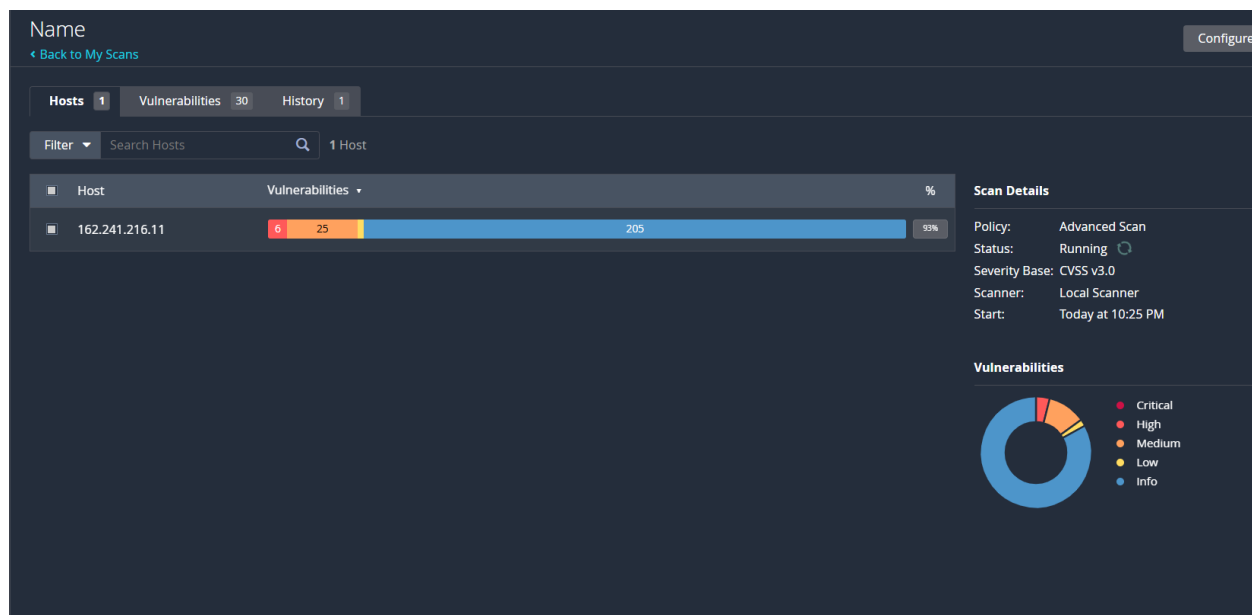 Name
Back to My Scans
Configure
Hosts 1 Vulnerabilities 30 History 1
Filter Search Hosts 1 Host
Host Vulnerabilities %
162.241.216.11 6 25 205 93%
Scan Details
Policy: Advanced Scan
Status: Running
Severity Base: CVSS v3.0
Scanner: Local Scanner
Start: Today at 10:25 PM
Vulnerabilities
Critical
High
Medium
Low
Info